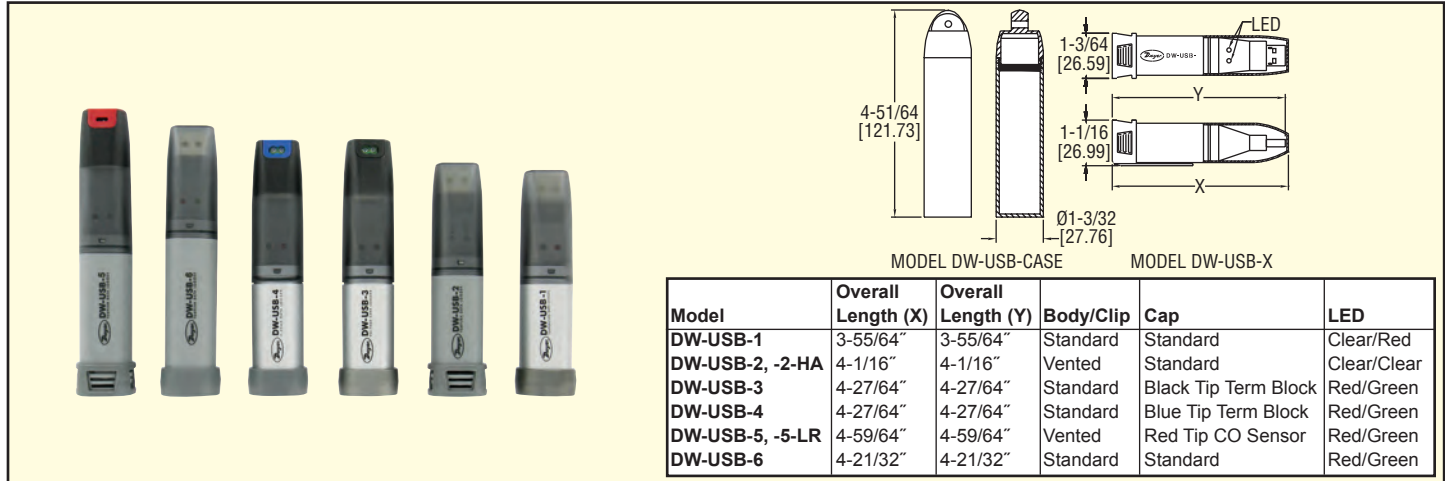 LED
1-3/64
[26.59]
Dwyer DW-USB-
Y
4-51/64
[121.73]
1-1/16
[26.99]
X
Ø1-3/32
[27.76]
MODEL DW-USB-CASE MODEL DW-USB-X
DW-USB-5
DW-USB-6
DW-USB-4
DW-USB-3
DW-USB-2
DW-USB-1
Model Overall Length (X) Overall Length (Y) Body/Clip Cap LED
DW-USB-1 3-55/64˝ 3-55/64˝ Standard Standard Clear/Red
DW-USB-2, -2-HA 4-1/16˝ 4-1/16˝ Vented Standard Clear/Clear
DW-USB-3 4-27/64˝ 4-27/64˝ Standard Black Tip Term Block Red/Green
DW-USB-4 4-27/64˝ 4-27/64˝ Standard Blue Tip Term Block Red/Green
DW-USB-5, -5-LR 4-59/64˝ 4-59/64˝ Vented Red Tip CO Sensor Red/Green
DW-USB-6 4-21/32˝ 4-21/32˝ Standard Standard Red/Green